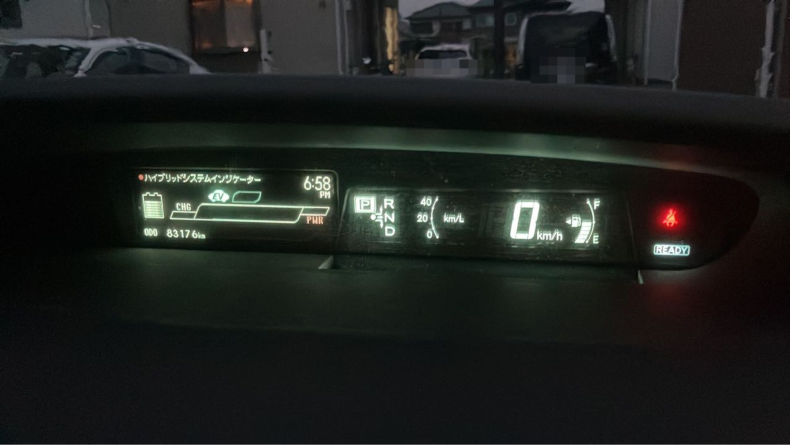 ハイブリッドシステムインジケーター
6:58
PM
EV
CHG
PWR
ODO 83176km
P
R
N
D
40
20
0
km/L
0
km/h
F
E
READY